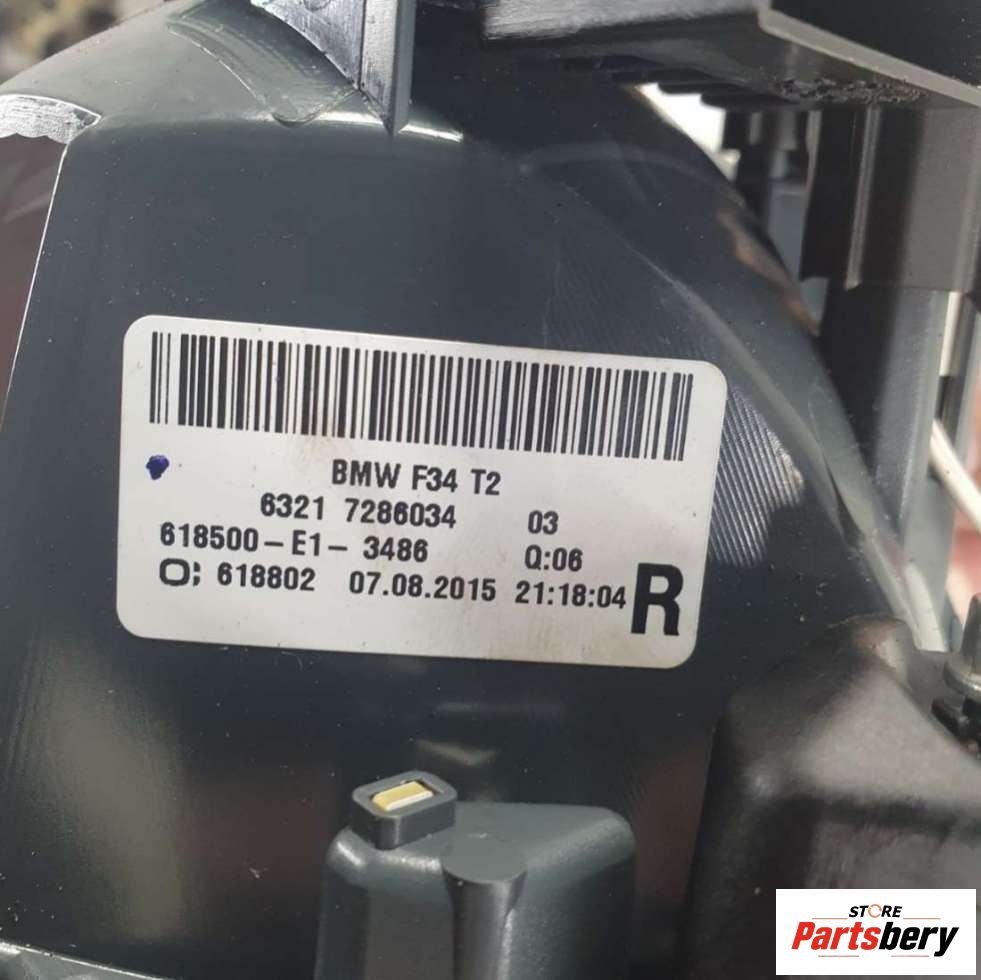 BMW F34 T2
6321 7286034 03
618500-E1- 3486 Q:06
O; 618802 07.08.2015 21:18:04 R
STORE
Partsbery